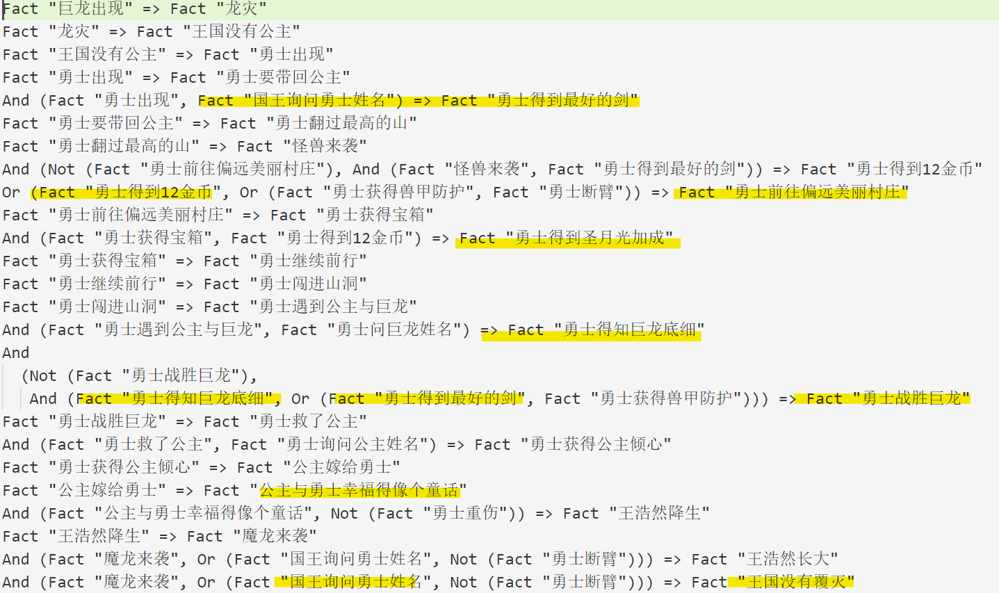 Fact "巨龙出现" => Fact "龙灾"
Fact "龙灾" => Fact "王国没有公主"
Fact "王国没有公主" => Fact "勇士出现"
Fact "勇士出现" => Fact "勇士要带回公主"
And (Fact "勇士出现", Fact "国王询问勇士姓名") => Fact "勇士得到最好的剑"
Fact "勇士要带回公主" => Fact "勇士翻过最高的山"
Fact "勇士翻过最高的山" => Fact "怪兽来袭"
And (Not (Fact "勇士前往偏远美丽村庄"), And (Fact "怪兽来袭", Fact "勇士得到最好的剑")) => Fact "勇士得到12金币"
Or (Fact "勇士得到12金币", Or (Fact "勇士获得兽甲防护", Fact "勇士断臂")) => Fact "勇士前往偏远美丽村庄"
Fact "勇士前往偏远美丽村庄" => Fact "勇士获得宝箱"
And (Fact "勇士获得宝箱", Fact "勇士得到12金币") => Fact "勇士得到圣月光加成"
Fact "勇士获得宝箱" => Fact "勇士继续前行"
Fact "勇士继续前行" => Fact "勇士闯进山洞"
Fact "勇士闯进山洞" => Fact "勇士遇到公主与巨龙"
And (Fact "勇士遇到公主与巨龙", Fact "勇士问巨龙姓名") => Fact "勇士得知巨龙底细"
And
(Not (Fact "勇士战胜巨龙"),
And (Fact "勇士得知巨龙底细", Or (Fact "勇士得到最好的剑", Fact "勇士获得兽甲防护"))) => Fact "勇士战胜巨龙"
Fact "勇士战胜巨龙" => Fact "勇士救了公主"
And (Fact "勇士救了公主", Fact "勇士询问公主姓名") => Fact "勇士获得公主倾心"
Fact "勇士获得公主倾心" => Fact "公主嫁给勇士"
Fact "公主嫁给勇士" => Fact "公主与勇士幸福得像个童话"
And (Fact "公主与勇士幸福得像个童话", Not (Fact "勇士重伤")) => Fact "王浩然降生"
Fact "王浩然降生" => Fact "魔龙来袭"
And (Fact "魔龙来袭", Or (Fact "国王询问勇士姓名", Not (Fact "勇士断臂"))) => Fact "王浩然长大"
And (Fact "魔龙来袭", Or (Fact "国王询问勇士姓名", Not (Fact "勇士断臂"))) => Fact "王国没有覆灭"